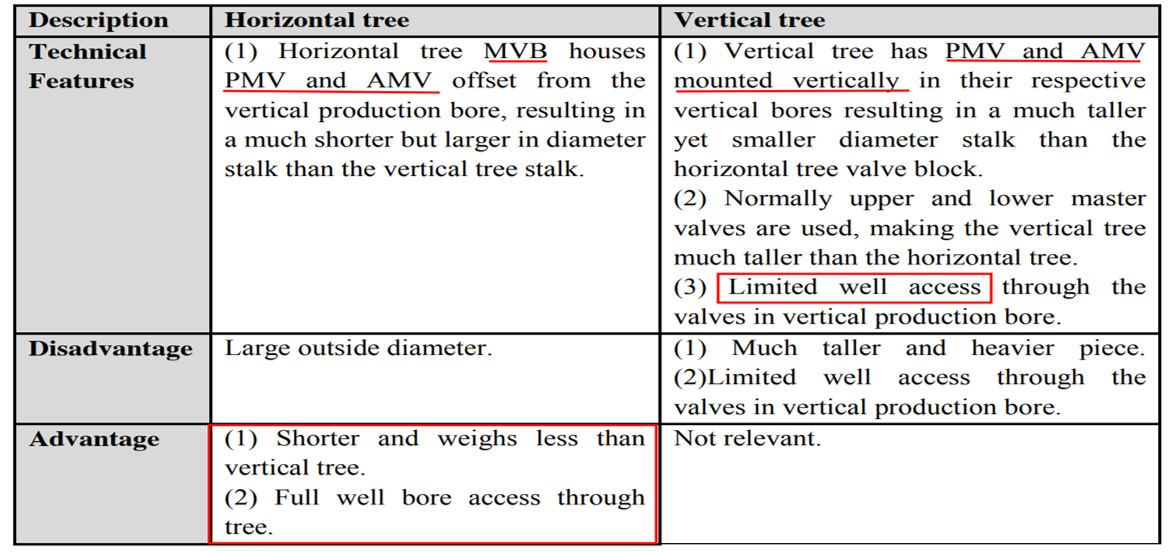 Description
Horizontal tree
Vertical tree
Technical
Features
(1) Horizontal tree MVB houses
PMV and AMV offset from the
vertical production bore, resulting in
a much shorter but larger in diameter
stalk than the vertical tree stalk.
(1) Vertical tree has PMV and AMV
mounted vertically in their respective
vertical bores resulting in a much taller
yet smaller diameter stalk than the
horizontal tree valve block.
(2) Normally upper and lower master
valves are used, making the vertical tree
much taller than the horizontal tree.
(3) Limited well access through the
valves in vertical production bore.
Disadvantage
Large outside diameter.
(1) Much taller and heavier piece.
(2)Limited well access through the
valves in vertical production bore.
Advantage
(1) Shorter and weighs less than
vertical tree.
(2) Full well bore access through
tree.
Not relevant.